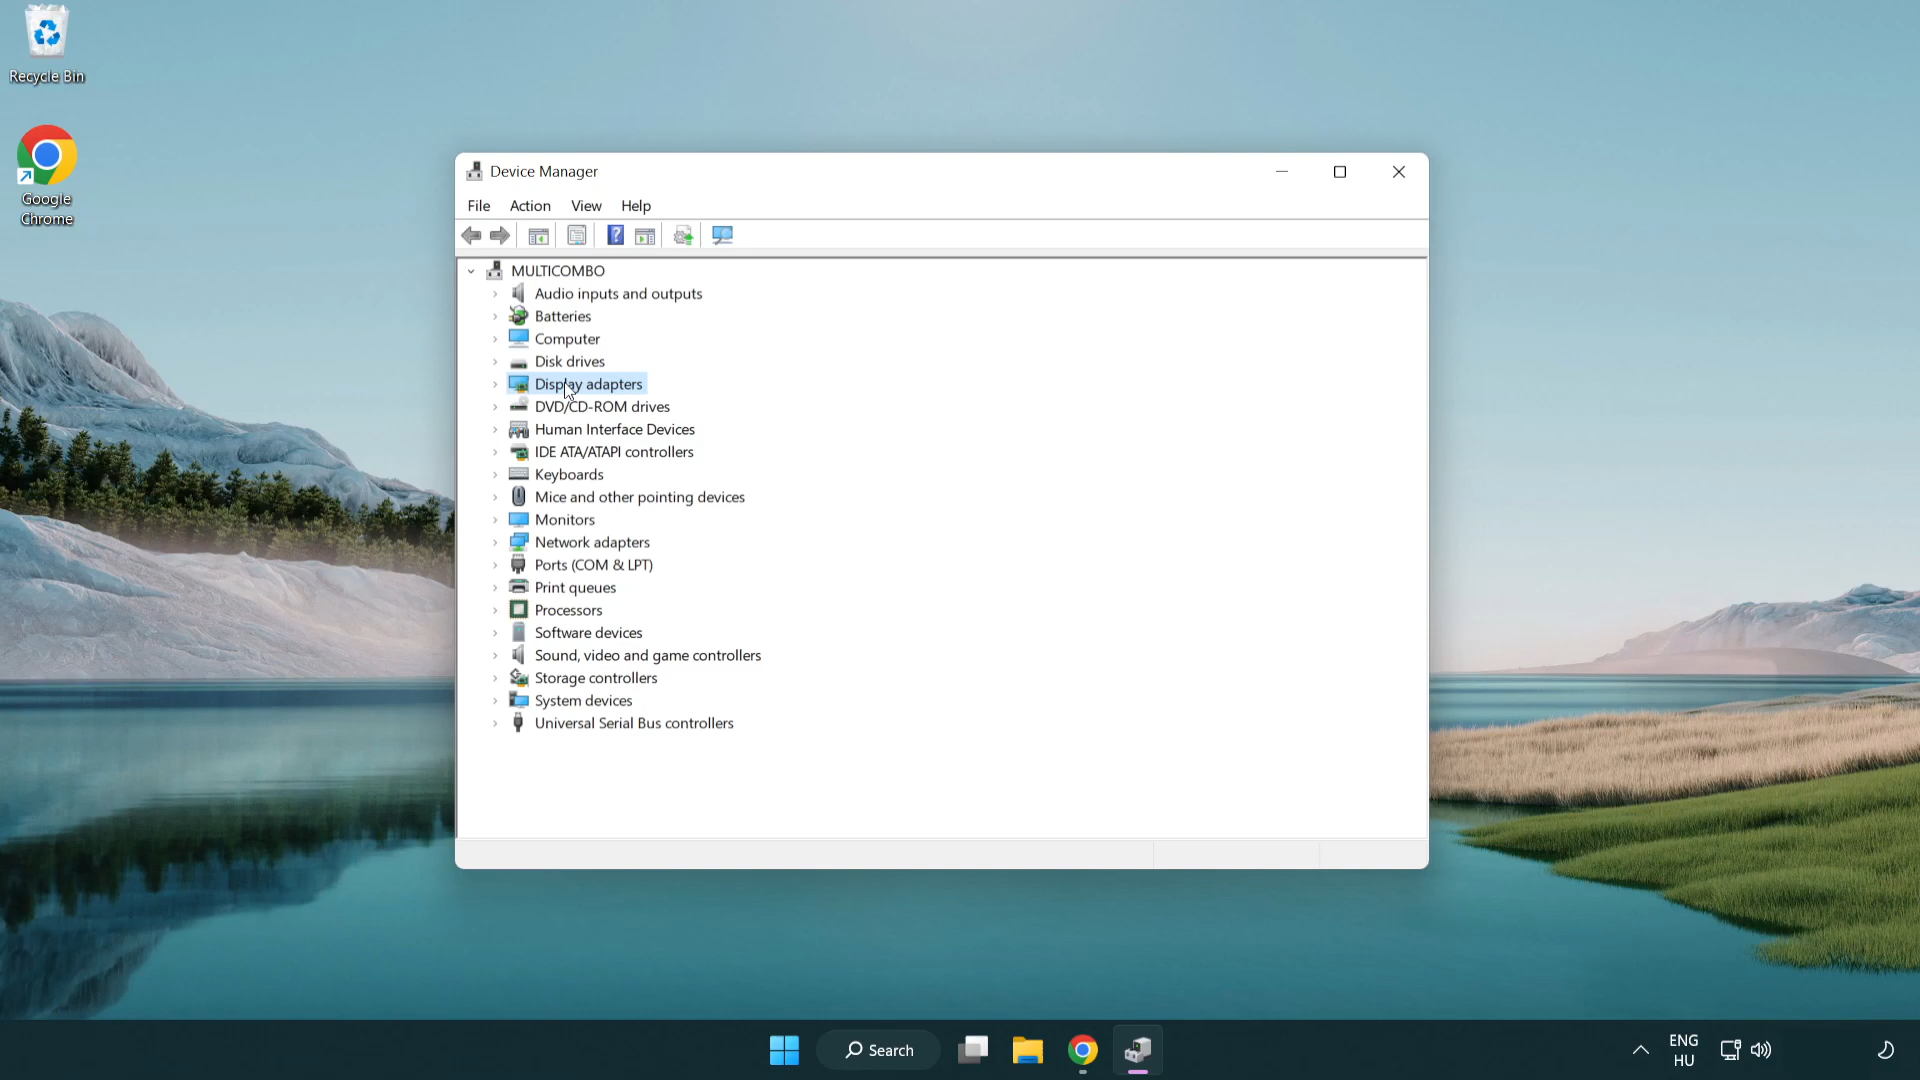 Recycle Bin
Google
Chrome
Device Manager
File Action View Help
MULTICOMBO
Audio inputs and outputs
Batteries
Computer
Disk drives
Display adapters
DVD/CD-ROM drives
Human Interface Devices
IDE ATA/ATAPI controllers
Keyboards
Mice and other pointing devices
Monitors
Network adapters
Ports (COM & LPT)
Print queues
Processors
Software devices
Sound, video and game controllers
Storage controllers
System devices
Universal Serial Bus controllers
Search
ENG
HU